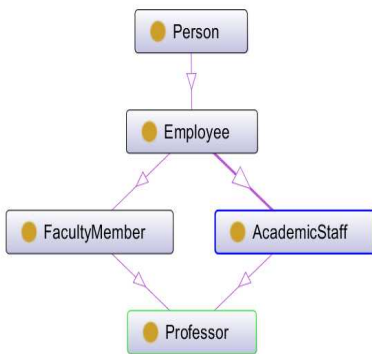 Person
Employee
FacultyMember
AcademicStaff
Professor